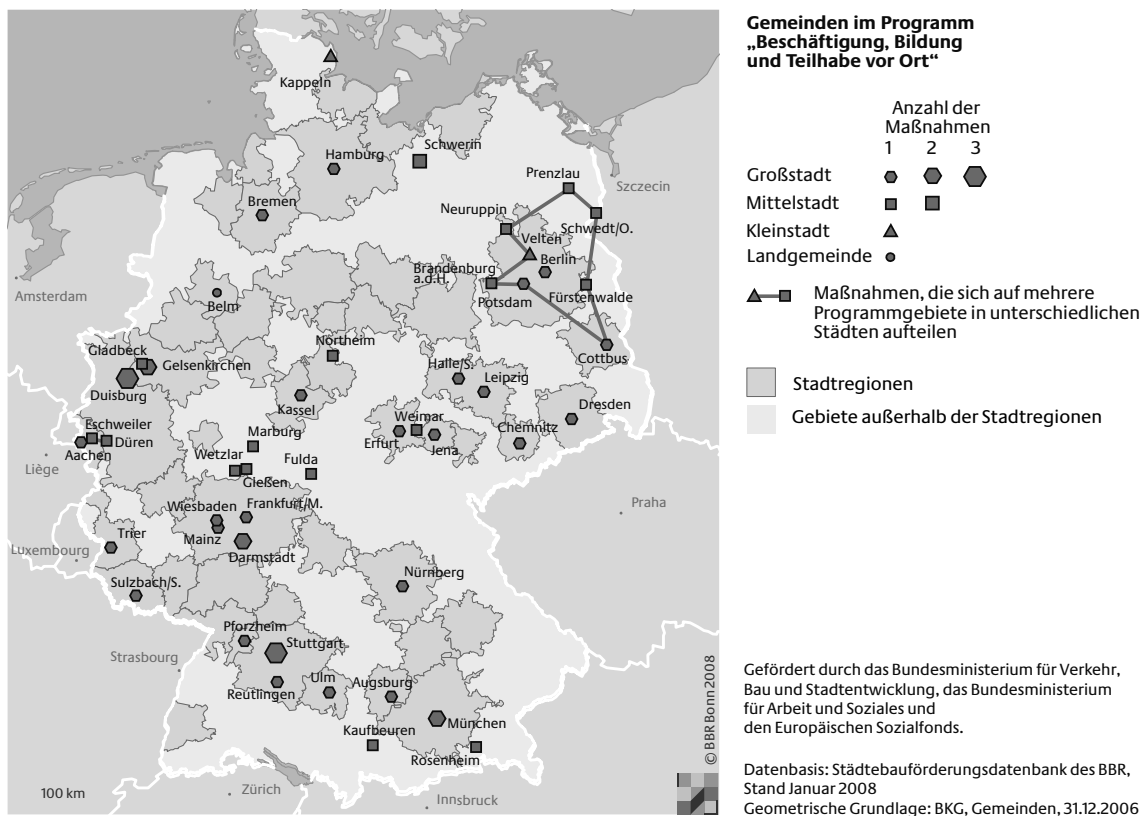 Gemeinden im Programm
„Beschäftigung, Bildung
und Teilhabe vor Ort“
Anzahl der
Maßnahmen
1 2 3
Großstadt
Mittelstadt
Kleinstadt
Landgemeinde
Maßnahmen, die sich auf mehrere
Programmgebiete in unterschiedlichen
Städten aufteilen
Stadtregionen
Gebiete außerhalb der Stadtregionen
Gefördert durch das Bundesministerium für Verkehr,
Bau und Stadtentwicklung, das Bundesministerium
für Arbeit und Soziales und
den Europäischen Sozialfonds.
Datenbasis: Städtebauförderungsdatenbank des BBR,
Stand Januar 2008
Geometrische Grundlage: BKG, Gemeinden, 31.12.2006
Kappeln
Schwerin
Hamburg
Prenzlau
Szczecin
Bremen
Neuruppin
Schwedt/O.
Velten
Berlin
Brandenburg
a.d.H.
Amsterdam
Belm
Potsdam
Fürstenwalde
Northeim
Gladbeck
Gelsenkirchen
Halle/S.
Cottbus
Leipzig
Duisburg
Kassel
Dresden
Eschweiler
Weimar
Chemnitz
Düren
Marburg
Erfurt
Jena
Aachen
Wetzlar
Fulda
Liège
Gießen
Wiesbaden
Frankfurt/M.
Praha
Trier
Mainz
Luxembourg
Darmstadt
Nürnberg
Sulzbach/S.
Pforzheim
Stuttgart
Strasbourg
Ulm
Augsburg
Reutlingen
München
Kaufbeuren
Rosenheim
© BBR Bonn 2008
100 km
Zürich
Innsbruck